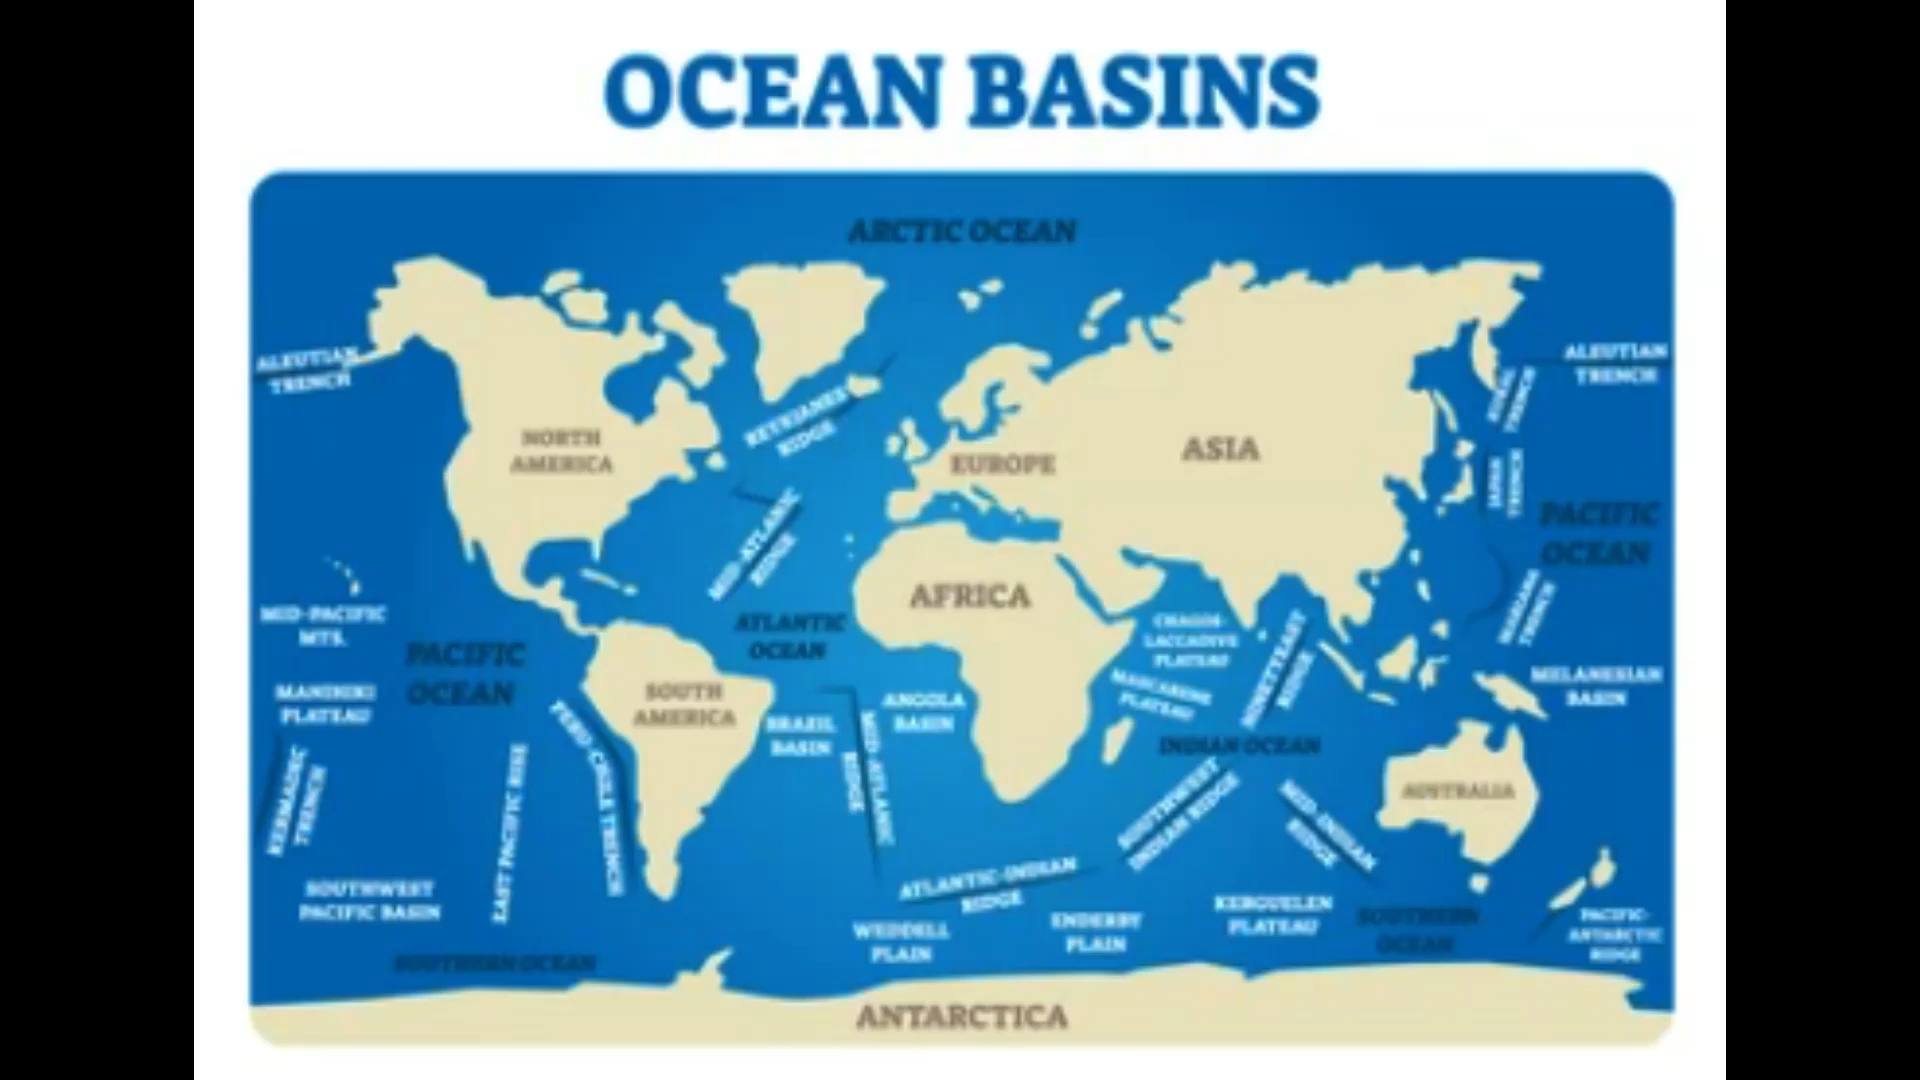 OCEAN BASINS
ARCTIC OCEAN
ALEUTIAN
TRENCH
ALEUTIAN
TRENCH
KURAL
TRENCH
REYKJANES
RIDGE
NORTH
AMERICA
EUROPE
ASIA
JAPAN
TRENCH
PACIFIC
OCEAN
MID-ATLANIC
RIDGE
AFRICA
MARIANA
TRENCH
MID-PACIFIC
MTS.
ATLANTIC
OCEAN
CHAGOS-
LACCADIVE
PLATEAU
NINETYEAST
RIDGE
PACIFIC
OCEAN
MANIHIKI
PLATEAU
SOUTH
AMERICA
ANGOLA
BASIN
MASCARENE
PLATEAU
MELANESIAN
BASIN
BRAZIL
BASIN
MID-ATLANIC
RIDGE
INDIAN OCEAN
PERU-CHILE TRENCH
KERMADEC
TRENCH
EAST PACIFIC RISE
SOUTHWEST
INDIAN RIDGE
MID-INDIAN
RIDGE
AUSTRALIA
SOUTHWEST
PACIFIC BASIN
ATLANTIC-INDIAN
RIDGE
WEDDELL
PLAIN
ENDERBY
PLAIN
KERGUELEN
PLATEAU
SOUTHERN
OCEAN
PACIFIC-
ANTARCTIC
RIDGE
SOUTHERN OCEAN
ANTARCTICA